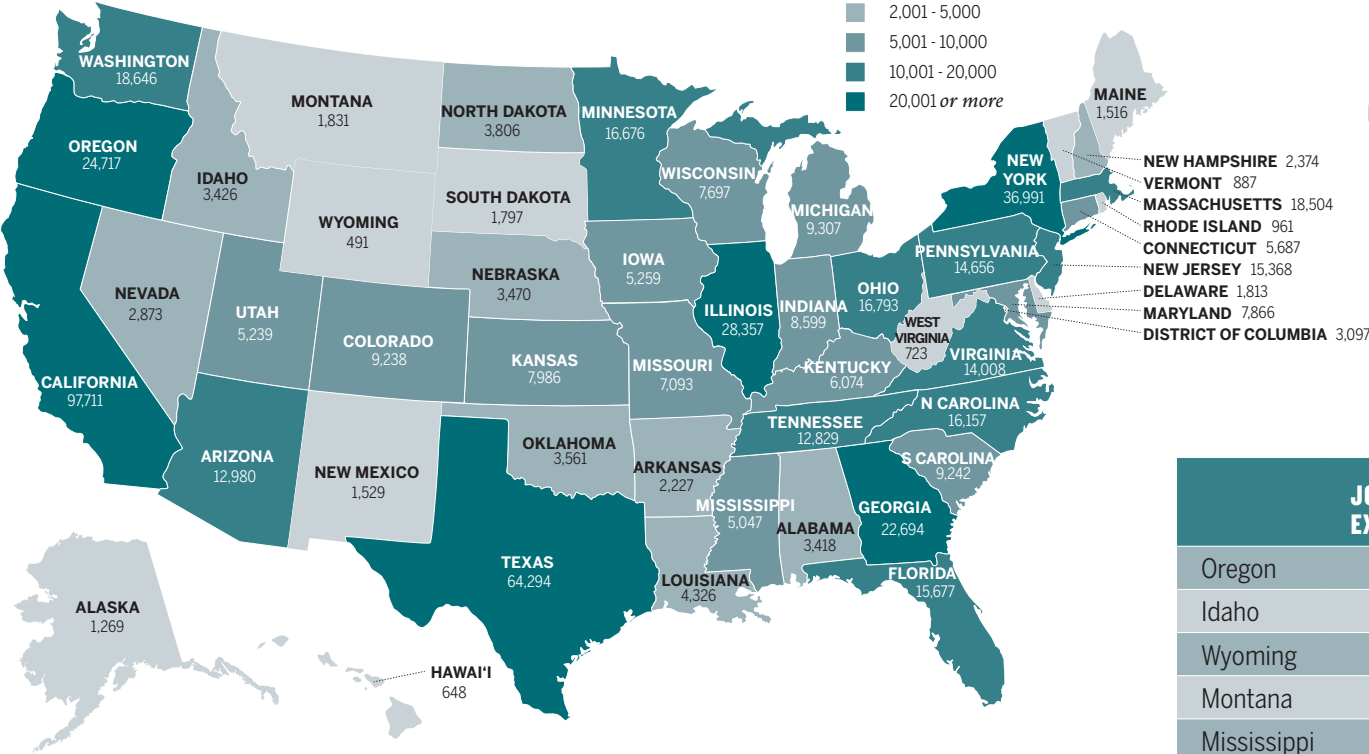 2,001 - 5,000
5,001 - 10,000
10,001 - 20,000
20,001 or more
WASHINGTON
18,646
OREGON
24,717
CALIFORNIA
97,711
NEVADA
2,873
IDAHO
3,426
MONTANA
1,831
WYOMING
491
UTAH
5,239
COLORADO
9,238
ARIZONA
12,980
NEW MEXICO
1,529
NORTH DAKOTA
3,806
SOUTH DAKOTA
1,797
NEBRASKA
3,470
KANSAS
7,986
OKLAHOMA
3,561
TEXAS
64,294
MINNESOTA
16,676
IOWA
5,259
MISSOURI
7,093
ARKANSAS
2,227
LOUISIANA
4,326
WISCONSIN
7,697
ILLINOIS
28,357
MICHIGAN
9,307
INDIANA
8,599
OHIO
16,793
KENTUCKY
6,074
TENNESSEE
12,829
MISSISSIPPI
5,047
ALABAMA
3,418
GEORGIA
22,694
FLORIDA
15,677
S CAROLINA
9,242
N CAROLINA
16,157
VIRGINIA
14,008
WEST
VIRGINIA
723
PENNSYLVANIA
14,656
NEW
YORK
36,991
MAINE
1,516
NEW HAMPSHIRE 2,374
VERMONT 887
MASSACHUSETTS 18,504
RHODE ISLAND 961
CONNECTICUT 5,687
NEW JERSEY 15,368
DELAWARE 1,813
MARYLAND 7,866
DISTRICT OF COLUMBIA 3,097
ALASKA
1,269
HAWAI‘I
648
Oregon
Idaho
Wyoming
Montana
Mississippi